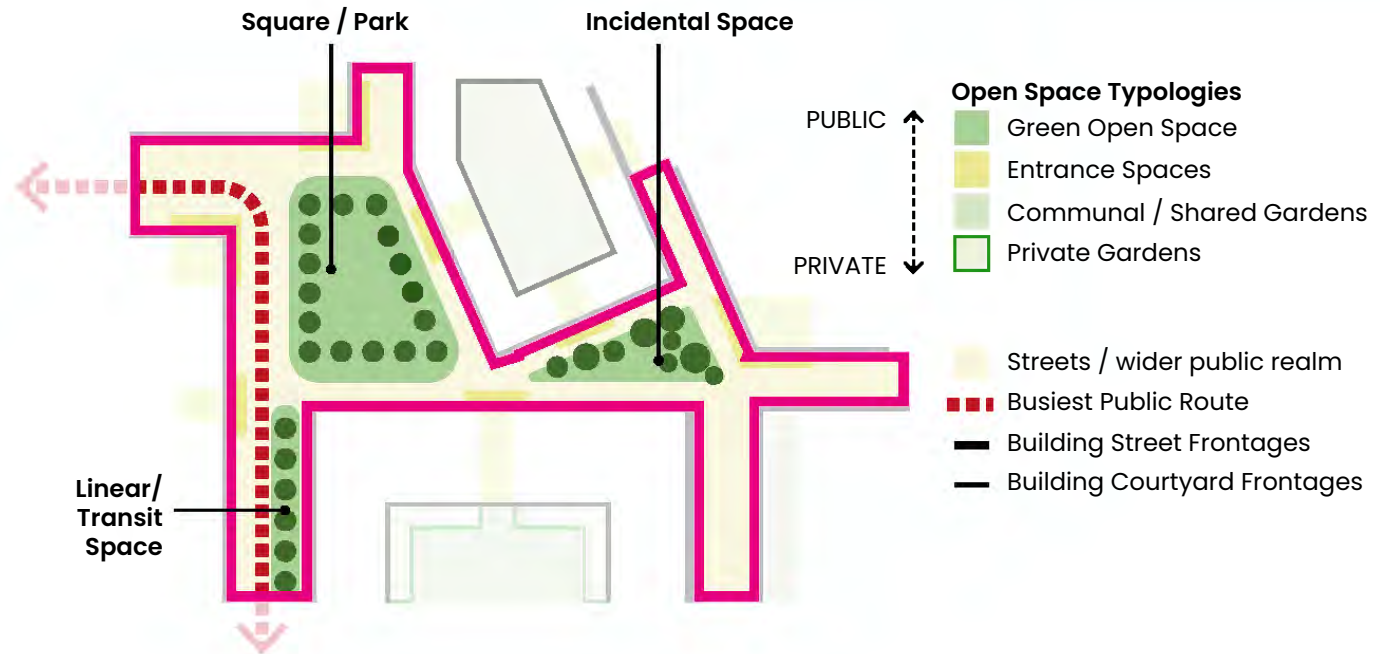 Square / Park
Incidental Space
Open Space Typologies
PUBLIC
Green Open Space
Entrance Spaces
Communal / Shared Gardens
PRIVATE
Private Gardens
Streets / wider public realm
Busiest Public Route
Building Street Frontages
Building Courtyard Frontages
Linear/
Transit
Space